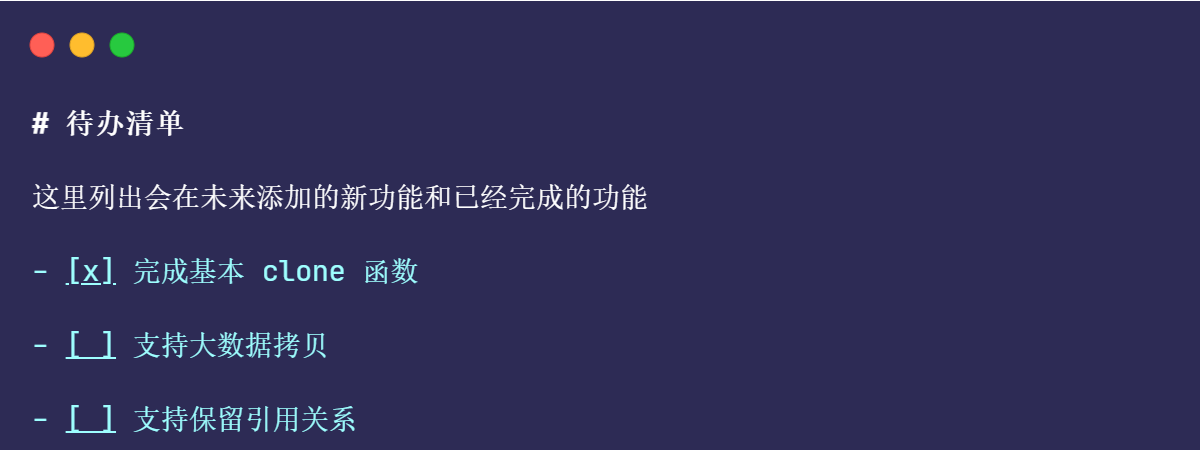 # 待办清单
这里列出会在未来添加的新功能和已经完成的功能
- [x] 完成基本 clone 函数
- [ ] 支持大数据拷贝
- [ ] 支持保留引用关系